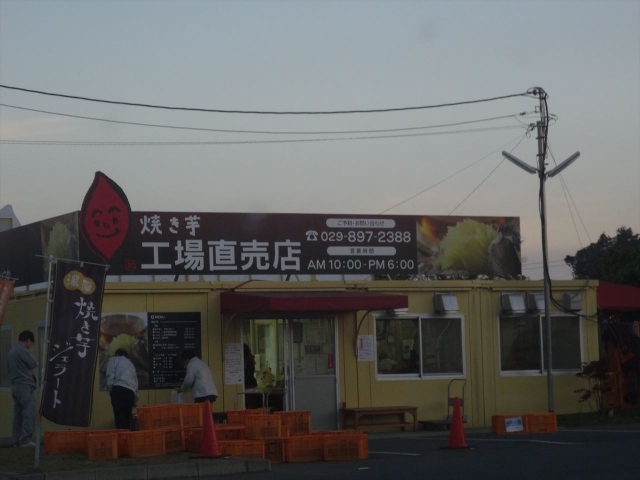 焼き芋
工場直売店
ご予約・お問い合わせ
☎029-897-2388
営業時間
AM 10:00-PM 6:00
焼き芋
ジェラート